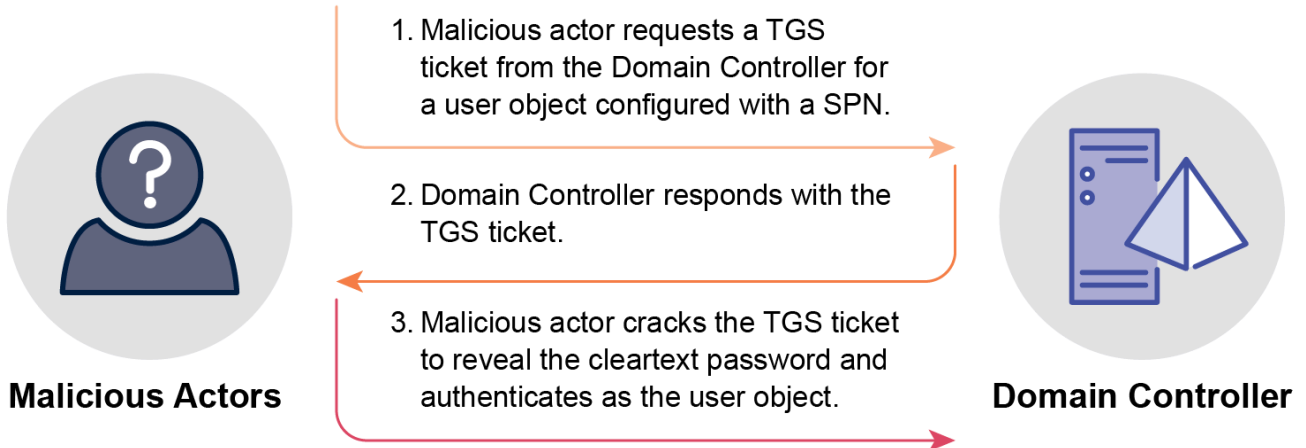 1. Malicious actor requests a TGS
ticket from the Domain Controller for
a user object configured with a SPN.
2. Domain Controller responds with the
TGS ticket.
3. Malicious actor cracks the TGS ticket
to reveal the cleartext password and
authenticates as the user object.
?
Malicious Actors
Domain Controller